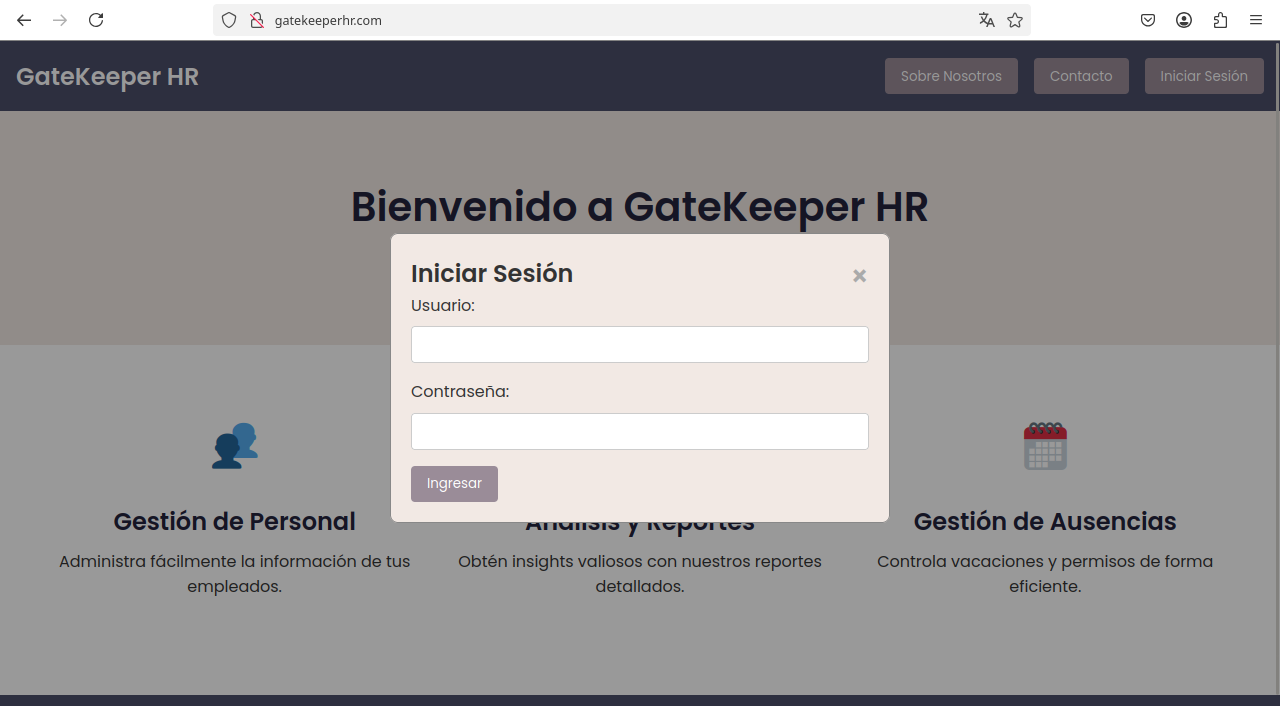 gatekeeperhr.com
GateKeeper HR
Sobre Nosotros
Contacto
Iniciar Sesión
Bienvenido a GateKeeper HR
Iniciar Sesión
×
Usuario:
Contraseña:
Ingresar
Gestión de Personal
Análisis y Reportes
Gestión de Ausencias
Administra fácilmente la información de tus
empleados.
Obtén insights valiosos con nuestros reportes
detallados.
Controla vacaciones y permisos de forma
eficiente.